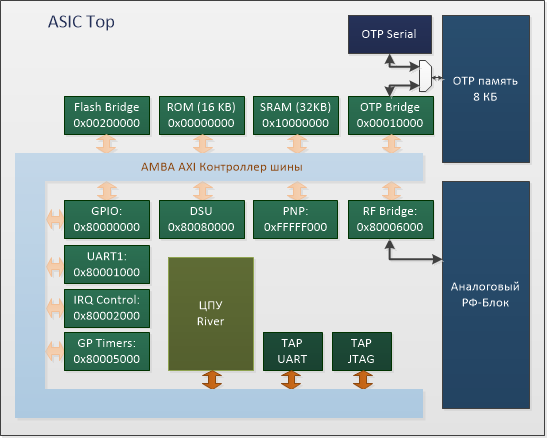 ASIC Top
OTP Serial
OTP память
8 КБ
Flash Bridge
0x00200000
ROM (16 KB)
0x00000000
SRAM (32KB)
0x10000000
OTP Bridge
0x00010000
AMBA AXI Контроллер шины
GPIO:
0x80000000
DSU
0x80080000
PNP:
0xFFFFF000
RF Bridge:
0x80006000
UART1:
0x80001000
IRQ Control:
0x80002000
GP Timers:
0x80005000
ЦПУ
River
TAP
UART
TAP
JTAG
Аналоговый
РФ-Блок